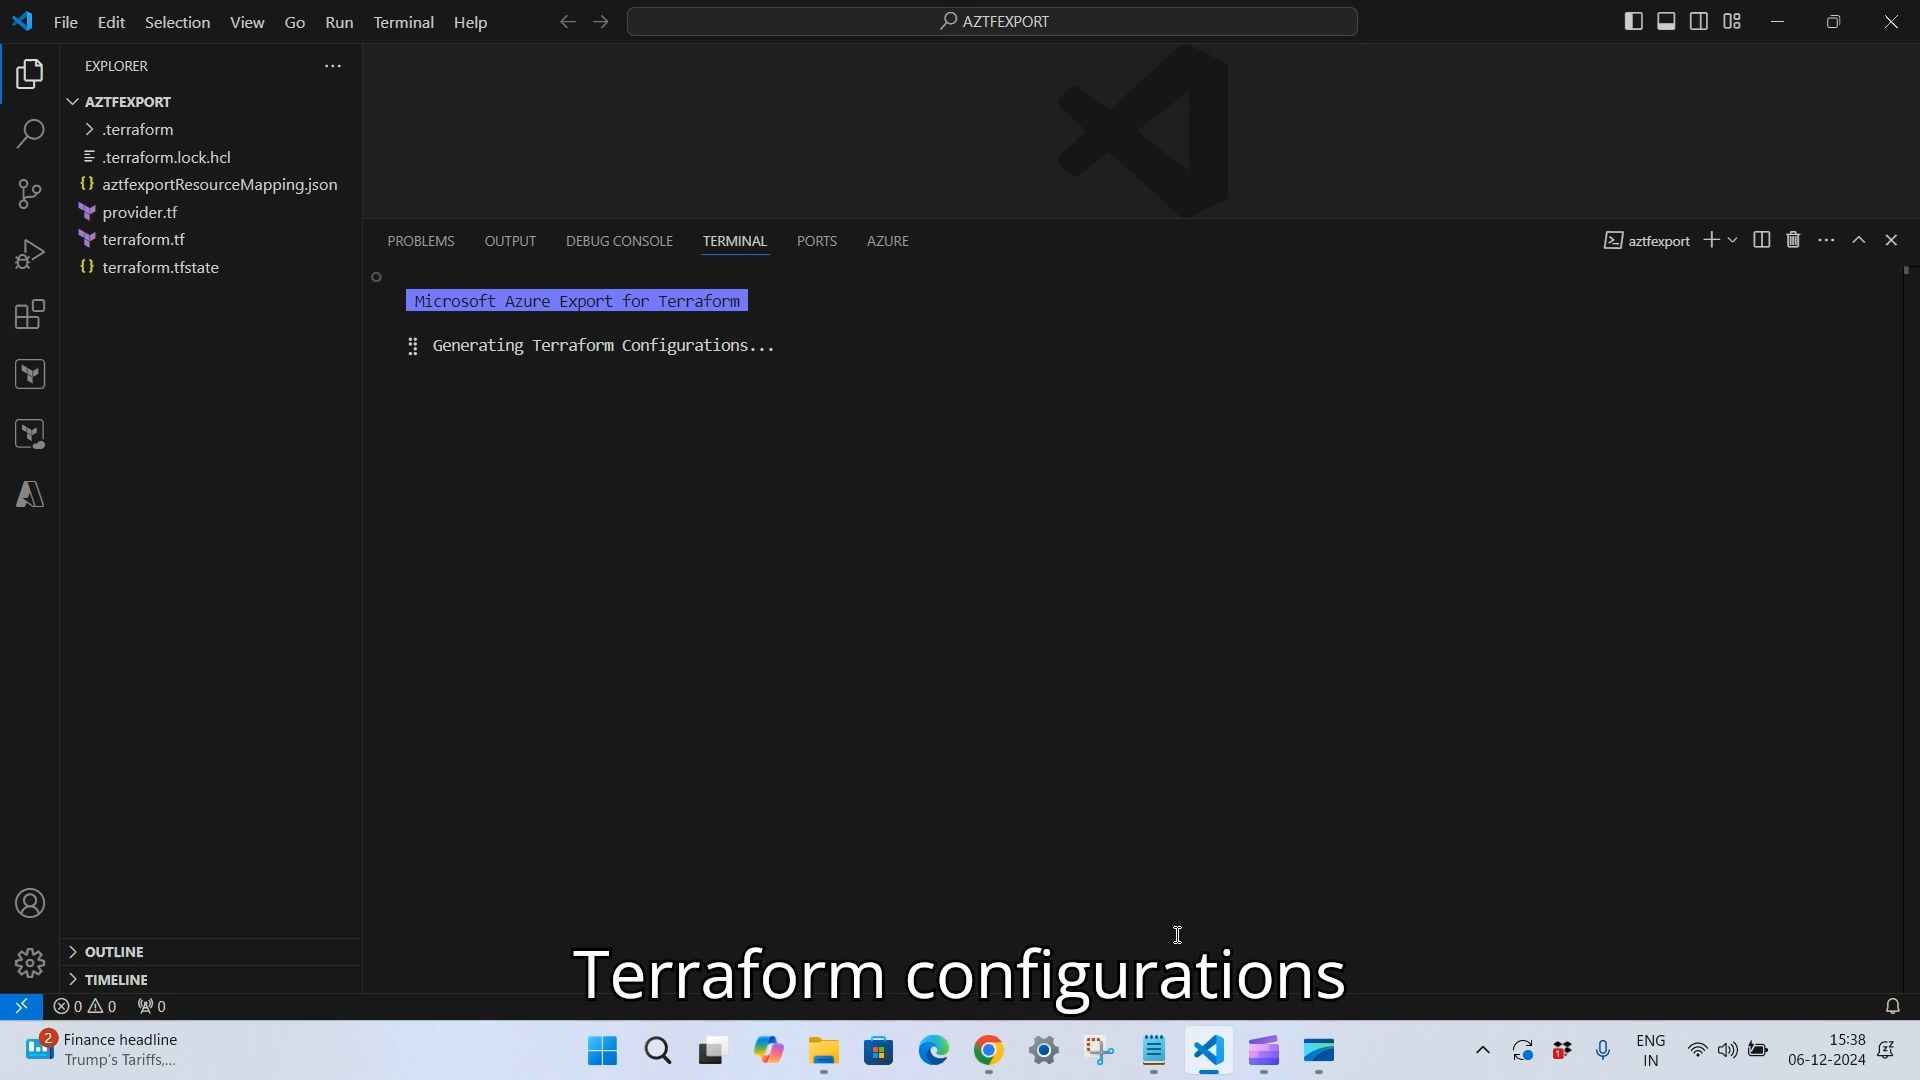 File Edit Selection View Go Run Terminal Help
AZTFEXPORT
EXPLORER
AZTFEXPORT
.terraform
.terraform.lock.hcl
aztfexportResourceMapping.json
provider.tf
terraform.tf
terraform.tfstate
PROBLEMS OUTPUT DEBUG CONSOLE TERMINAL PORTS AZURE
aztfexport
Microsoft Azure Export for Terraform
Generating Terraform Configurations...
OUTLINE
TIMELINE
Terraform configurations
0 0 0
2
Finance headline
Trump's Tariffs,...
1
ENG
IN
15:38
06-12-2024